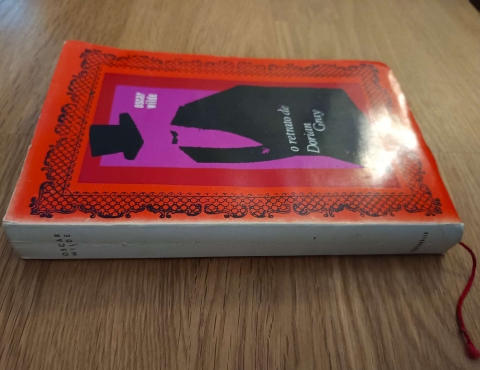 oscar
wilde
o retrato de
Dorian
Gray
OSCAR
WILDE